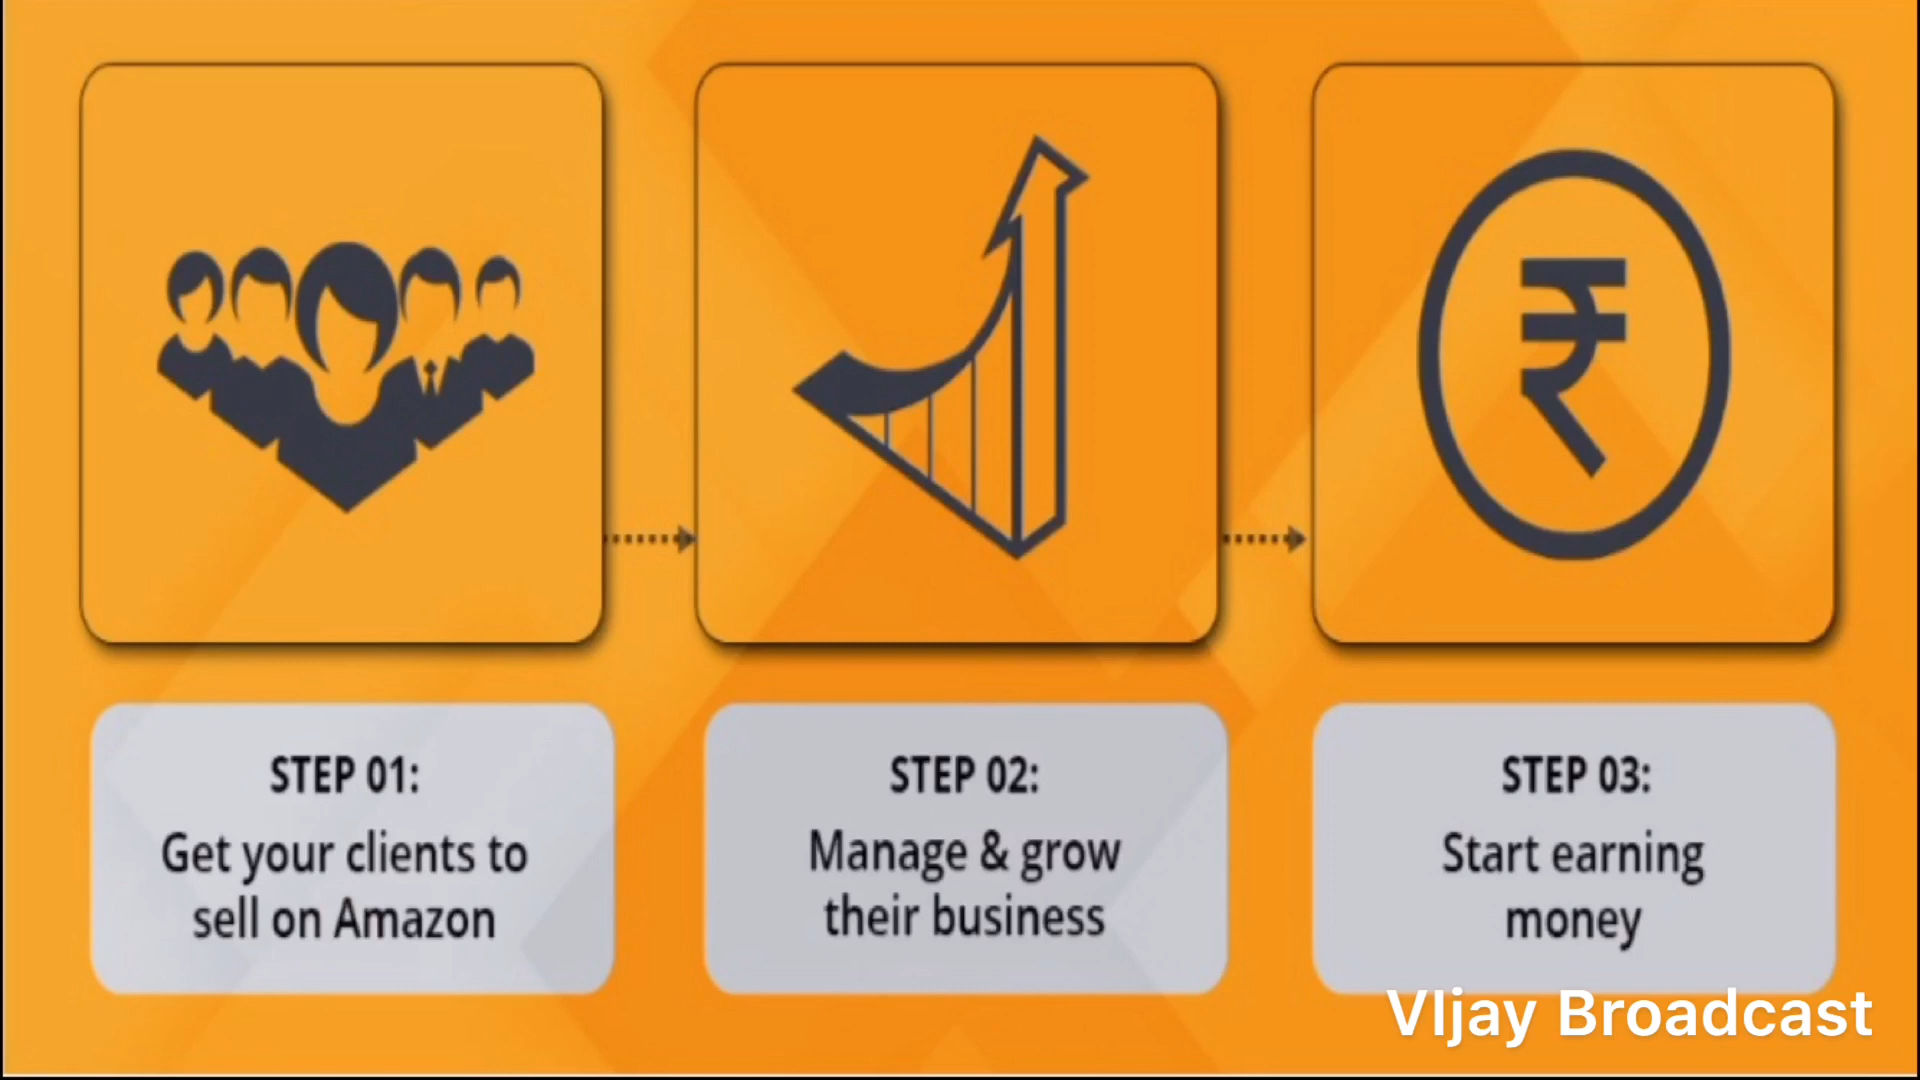 STEP 01:
Get your clients to
sell on Amazon
STEP 02:
Manage & grow
their business
STEP 03:
Start earning
money
VIjay Broadcast